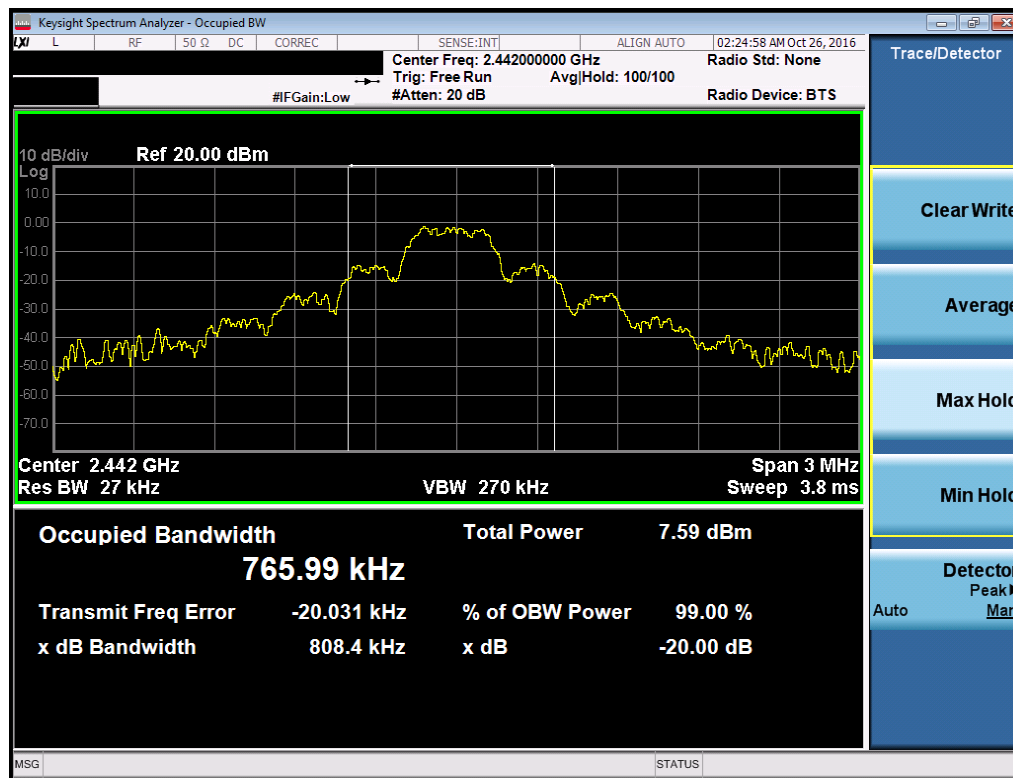 Keysight Spectrum Analyzer - Occupied BW
LXI L RF 50 Ω DC CORREC SENSE:INT ALIGN AUTO 02:24:58 AM Oct 26, 2016
Center Freq: 2.442000000 GHz Radio Std: None
Trig: Free Run Avg|Hold: 100/100
#IFGain:Low #Atten: 20 dB Radio Device: BTS
Trace/Detector
10 dB/div Ref 20.00 dBm
Log
10.0
0.00
-10.0
-20.0
-30.0
-40.0
-50.0
-60.0
-70.0
Center 2.442 GHz Span 3 MHz
Res BW 27 kHz VBW 270 kHz Sweep 3.8 ms
Occupied Bandwidth Total Power 7.59 dBm
765.99 kHz
Transmit Freq Error -20.031 kHz % of OBW Power 99.00 %
x dB Bandwidth 808.4 kHz x dB -20.00 dB
Clear Write
Average
Max Hold
Min Hold
Detector
Peak
Auto Man
MSG STATUS